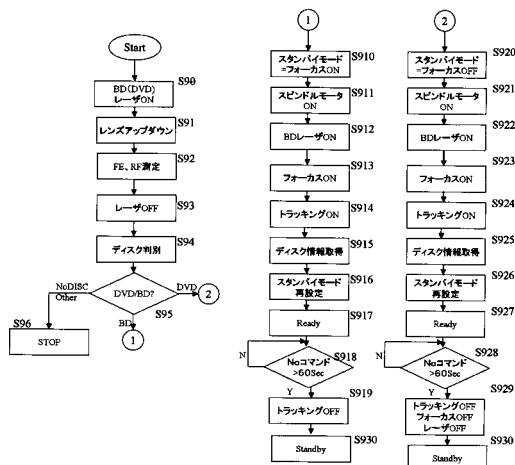 Start
S90
BD(DVD)
レーザON
S91
レンズアップダウン
S92
FE、RF測定
S93
レーザOFF
S94
ディスク判別
NoDISC
Other
DVD/BD?
DVD
2
S95
BD
1
S96
STOP
1
S910
スタンバイモード
=フォーカスON
S911
スピンドルモータ
ON
S912
BDレーザON
S913
フォーカスON
S914
トラッキングON
S915
ディスク情報取得
S916
スタンバイモード
再設定
S917
Ready
N
S918
Noコマンド
>60Sec
Y
S919
トラッキングOFF
S930
Standby
2
S920
スタンバイモード
=フォーカスOFF
S921
スピンドルモータ
ON
S922
BDレーザON
S923
フォーカスON
S924
トラッキングON
S925
ディスク情報取得
S926
スタンバイモード
再設定
S927
Ready
N
S928
Noコマンド
>60Sec
Y
S929
トラッキングOFF
フォーカスOFF
レーザOFF
S930
Standby